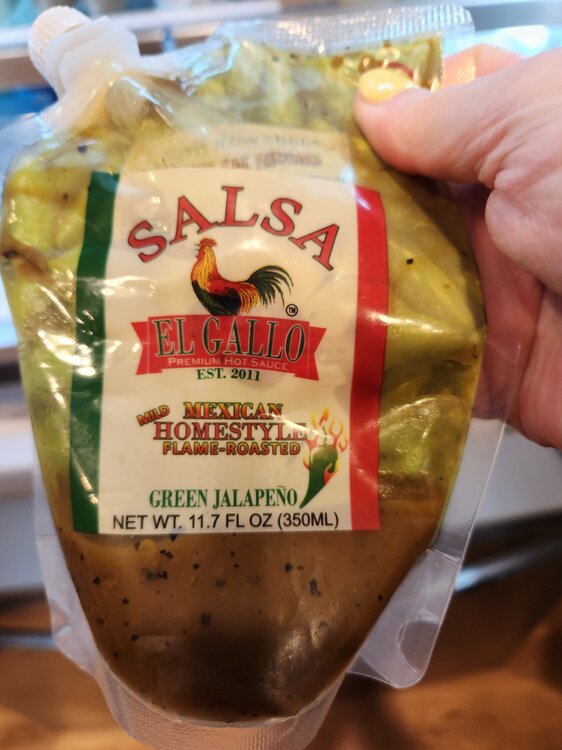 SALSA
™
EL GALLO
PREMIUM HOT SAUCE
EST. 2011
MILD MEXICAN
HOMESTYLE
FLAME-ROASTED
GREEN JALAPEÑO
NET WT. 11.7 FL OZ (350ML)